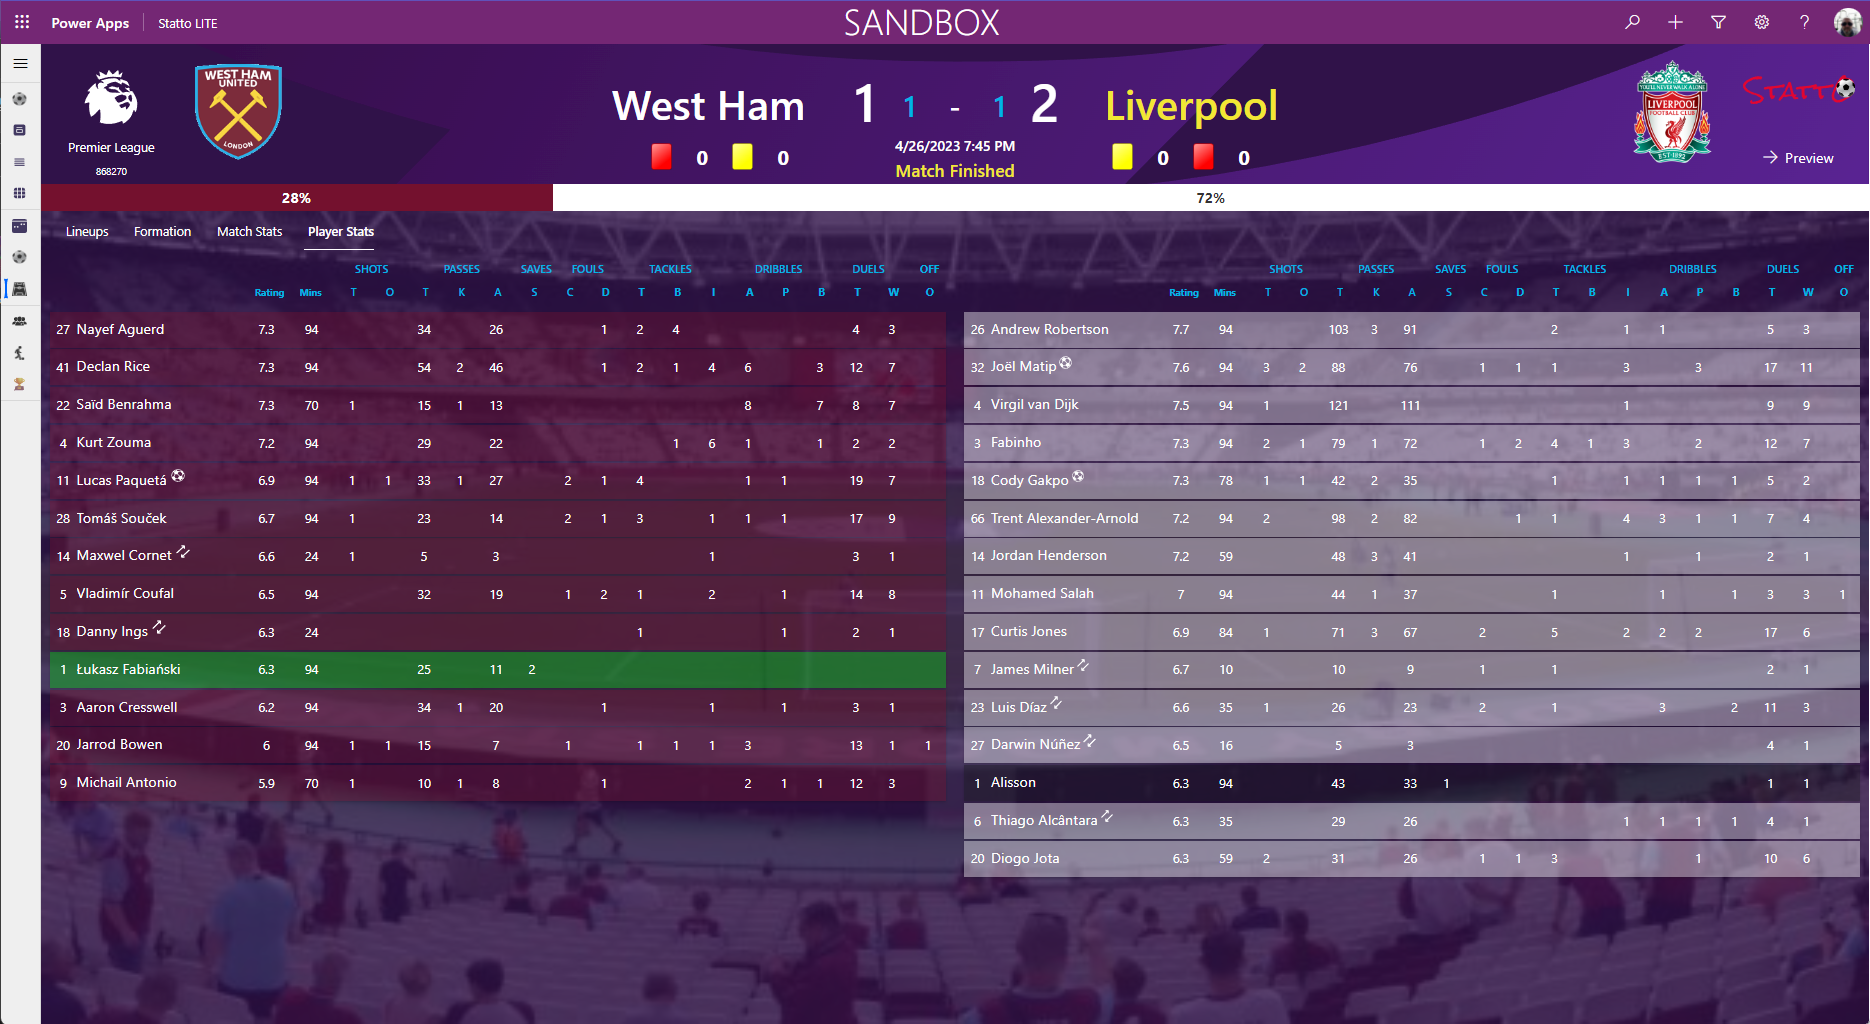 Power Apps Statto LITE SANDBOX ?
WEST HAM UNITED LONDON
West Ham 1 1 - 1 2 Liverpool
YOU'LL NEVER WALK ALONE LIVERPOOL FOOTBALL CLUB EST·1892
STATTO
Premier League
868270
0 0 4/26/2023 7:45 PM 0 0
Match Finished
Preview
28% 72%
Lineups Formation Match Stats Player Stats
SHOTS PASSES SAVES FOULS TACKLES DRIBBLES DUELS OFF
Rating Mins T O T K A S C D T B I A P B T W O
27 Nayef Aguerd 7.3 94 34 26 1 2 4 4 3
41 Declan Rice 7.3 94 54 2 46 1 2 1 4 6 3 12 7
22 Saïd Benrahma 7.3 70 1 15 1 13 8 7 8 7
4 Kurt Zouma 7.2 94 29 22 1 6 1 1 2 2
11 Lucas Paquetá 6.9 94 1 1 33 1 27 2 1 4 1 1 19 7
28 Tomáš Souček 6.7 94 1 23 14 2 1 3 1 1 1 17 9
14 Maxwel Cornet 6.6 24 1 5 3 1 3 1
5 Vladimír Coufal 6.5 94 32 19 1 2 1 2 1 14 8
18 Danny Ings 6.3 24 1 1 2 1
1 Łukasz Fabiański 6.3 94 25 11 2
3 Aaron Cresswell 6.2 94 34 1 20 1 1 1 3 1
20 Jarrod Bowen 6 94 1 1 15 7 1 1 1 1 3 13 1 1
9 Michail Antonio 5.9 70 1 10 1 8 1 2 1 1 12 3
SHOTS PASSES SAVES FOULS TACKLES DRIBBLES DUELS OFF
Rating Mins T O T K A S C D T B I A P B T W O
26 Andrew Robertson 7.7 94 103 3 91 2 1 1 5 3
32 Joël Matip 7.6 94 3 2 88 76 1 1 1 3 3 17 11
4 Virgil van Dijk 7.5 94 1 121 111 1 9 9
3 Fabinho 7.3 94 2 1 79 1 72 1 2 4 1 3 2 12 7
18 Cody Gakpo 7.3 78 1 1 42 2 35 1 1 1 1 1 5 2
66 Trent Alexander-Arnold 7.2 94 2 98 2 82 1 1 4 3 1 1 7 4
14 Jordan Henderson 7.2 59 48 3 41 1 1 2 1
11 Mohamed Salah 7 94 44 1 37 1 1 1 3 3 1
17 Curtis Jones 6.9 84 1 71 3 67 2 5 2 2 2 17 6
7 James Milner 6.7 10 10 9 1 1 2 1
23 Luis Díaz 6.6 35 1 26 23 2 1 3 2 11 3
27 Darwin Núñez 6.5 16 5 3 4 1
1 Alisson 6.3 94 43 33 1 1 1
6 Thiago Alcântara 6.3 35 29 26 1 1 1 1 4 1
20 Diogo Jota 6.3 59 2 31 26 1 1 3 1 10 6